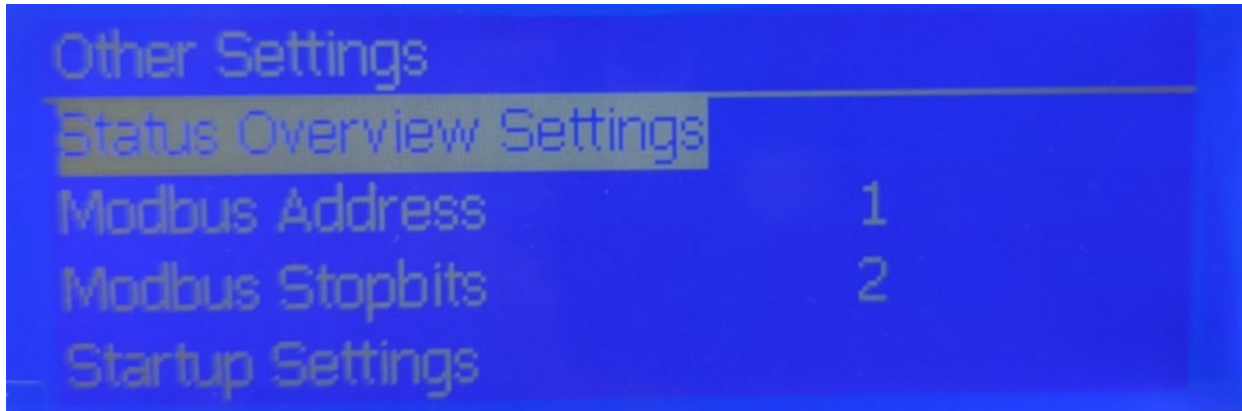 Other Settings
Status Overview Settings
Modbus Address 1
Modbus Stopbits 2
Startup Settings